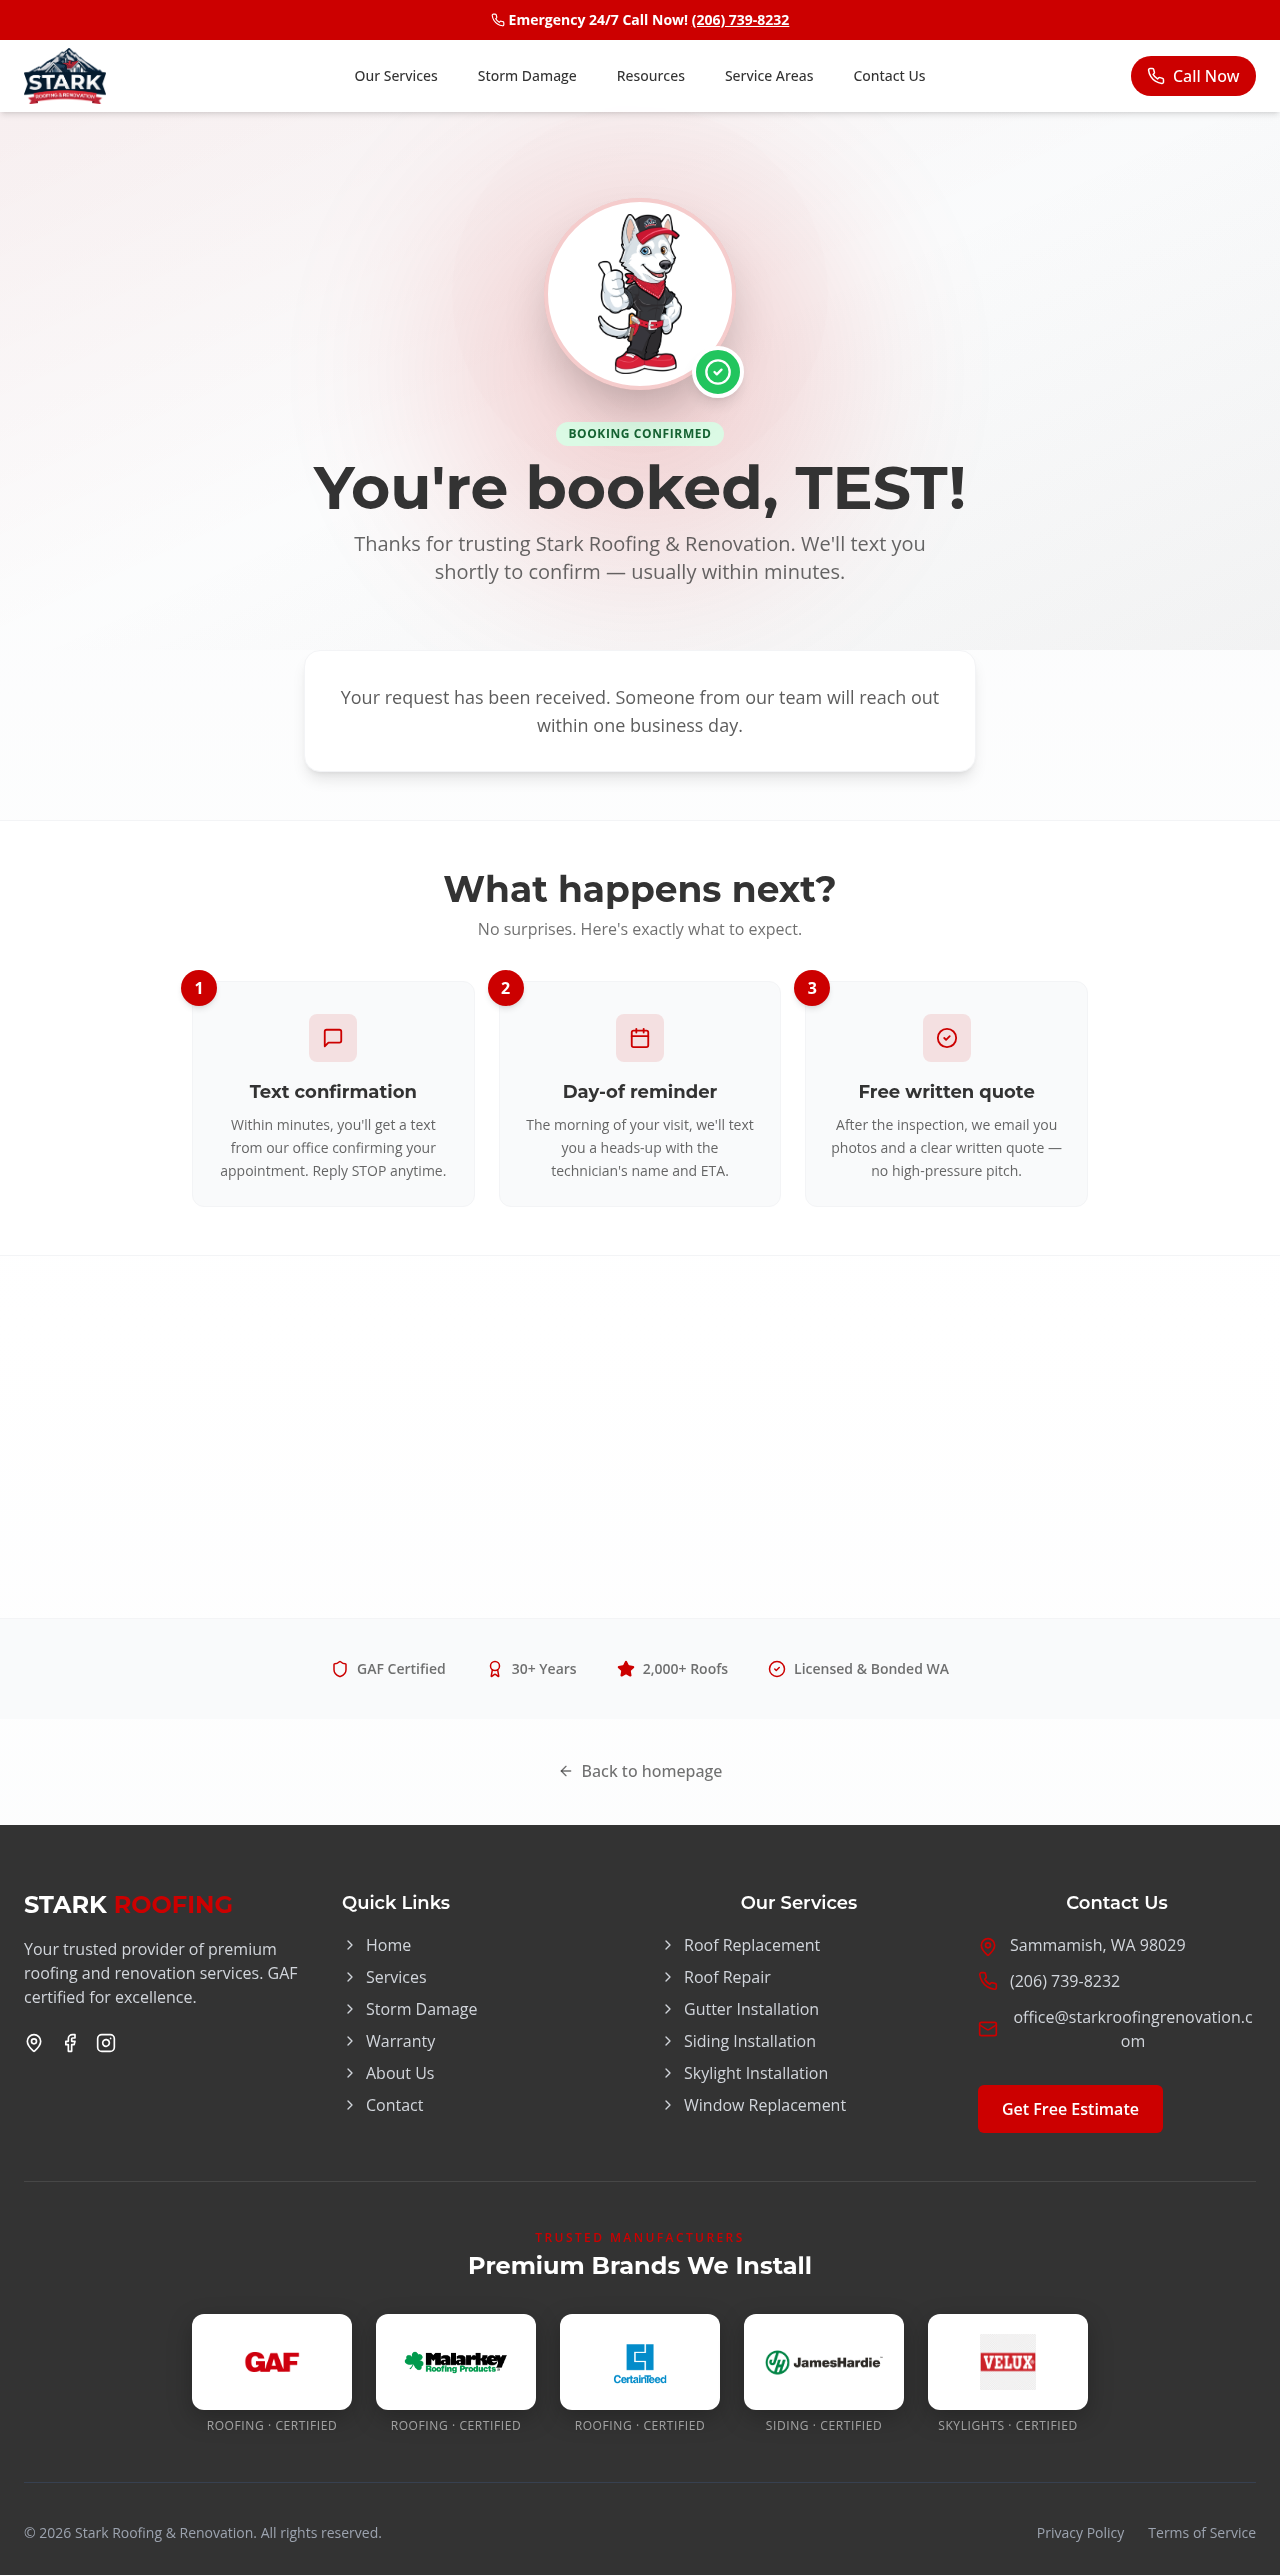 Emergency 24/7 Call Now! (206) 739-8232
STARK
ROOFING & RENOVATION
Our Services
Storm Damage
Resources
Service Areas
Contact Us
Call Now
BOOKING CONFIRMED
You're booked, TEST!
Thanks for trusting Stark Roofing & Renovation. We'll text you
shortly to confirm — usually within minutes.
Your request has been received. Someone from our team will reach out
within one business day.
What happens next?
No surprises. Here's exactly what to expect.
1
Text confirmation
Within minutes, you'll get a text
from our office confirming your
appointment. Reply STOP anytime.
2
Day-of reminder
The morning of your visit, we'll text
you a heads-up with the
technician's name and ETA.
3
Free written quote
After the inspection, we email you
photos and a clear written quote —
no high-pressure pitch.
GAF Certified
30+ Years
2,000+ Roofs
Licensed & Bonded WA
Back to homepage
STARK ROOFING
Your trusted provider of premium
roofing and renovation services. GAF
certified for excellence.
Quick Links
Home
Services
Storm Damage
Warranty
About Us
Contact
Our Services
Roof Replacement
Roof Repair
Gutter Installation
Siding Installation
Skylight Installation
Window Replacement
Contact Us
Sammamish, WA 98029
(206) 739-8232
office@starkroofingrenovation.c
om
Get Free Estimate
TRUSTED MANUFACTURERS
Premium Brands We Install
GAF
ROOFING · CERTIFIED
Malarkey
Roofing Products
ROOFING · CERTIFIED
CertainTeed
ROOFING · CERTIFIED
JamesHardie
SIDING · CERTIFIED
VELUX
SKYLIGHTS · CERTIFIED
© 2026 Stark Roofing & Renovation. All rights reserved.
Privacy Policy
Terms of Service